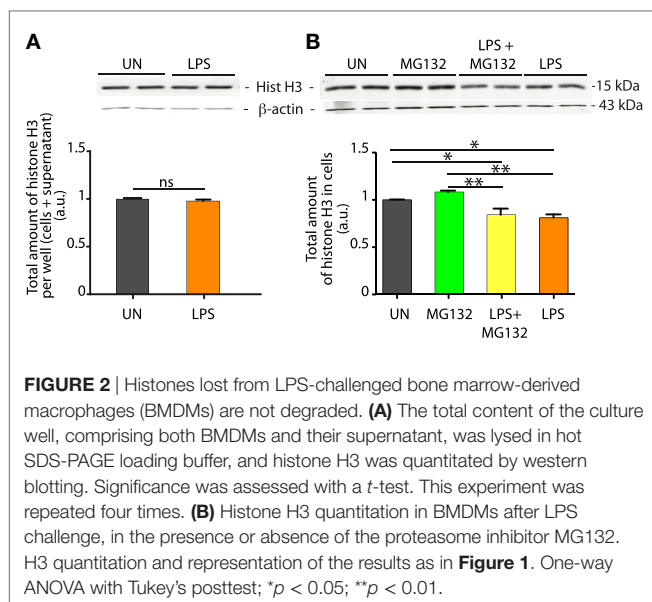 A
B
UN LPS
UN MG132 LPS + MG132 LPS
- Hist H3 -
-15 kDa
- β-actin -
- 43 kDa
Total amount of histone H3 per well (cells + supernatant) (a.u.)
1.5
1
0.5
0
ns
UN LPS
Total amount of histone H3 in cells (a.u.)
1.5
1
0.5
0
*
*
**
**
UN MG132 LPS+ MG132 LPS
FIGURE 2 | Histones lost from LPS-challenged bone marrow-derived
macrophages (BMDMs) are not degraded. (A) The total content of the culture
well, comprising both BMDMs and their supernatant, was lysed in hot
SDS-PAGE loading buffer, and histone H3 was quantitated by western
blotting. Significance was assessed with a t-test. This experiment was
repeated four times. (B) Histone H3 quantitation in BMDMs after LPS
challenge, in the presence or absence of the proteasome inhibitor MG132.
H3 quantitation and representation of the results as in Figure 1. One-way
ANOVA with Tukey's posttest; *p < 0.05; **p < 0.01.